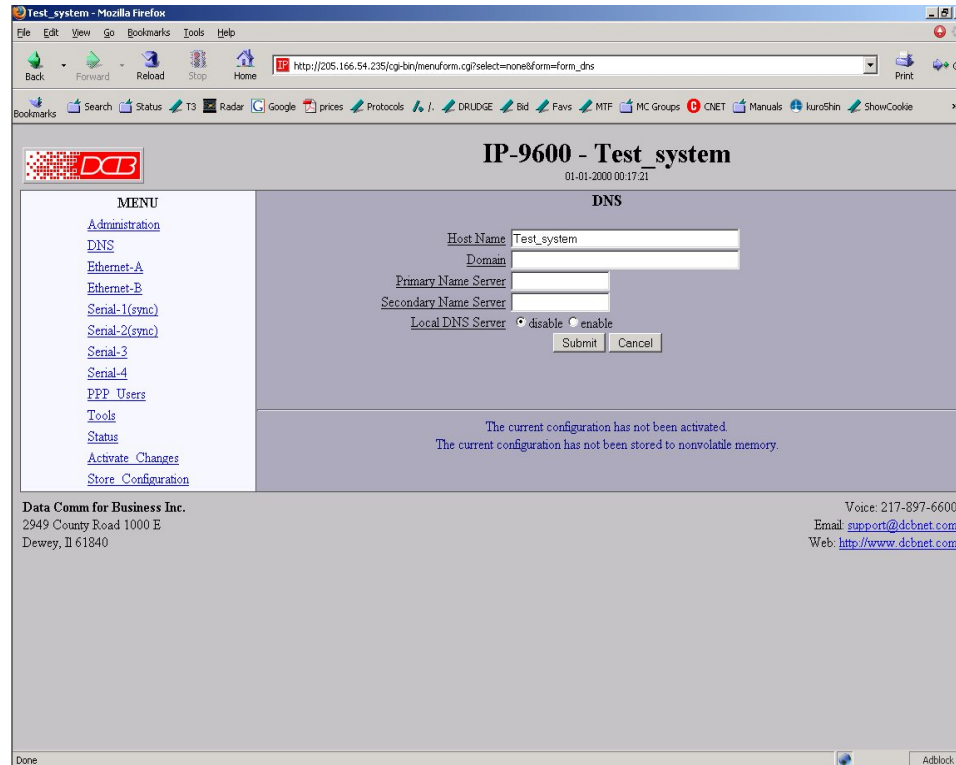 Test_system - Mozilla Firefox
File Edit View Go Bookmarks Tools Help
Back Forward Reload Stop Home
IP http://205.166.54.235/cgi-bin/menuform.cgi?select=none&form=form_dns
Print
Bookmarks Search Status T3 Radar Google prices Protocols /. DRUDGE Bid Favs MTF MC Groups CNET Manuals kuro5hin ShowCookie
DCB
IP-9600 - Test_system
01-01-2000 00:17:21
MENU
Administration
DNS
Ethernet-A
Ethernet-B
Serial-1(sync)
Serial-2(sync)
Serial-3
Serial-4
PPP Users
Tools
Status
Activate Changes
Store Configuration
DNS
Host Name Test_system
Domain
Primary Name Server
Secondary Name Server
Local DNS Server disable enable
Submit Cancel
The current configuration has not been activated.
The current configuration has not been stored to nonvolatile memory.
Data Comm for Business Inc.
2949 County Road 1000 E
Dewey, Il 61840
Voice: 217-897-6600
Email: support@dcbnet.com
Web: http://www.dcbnet.com
Done
Adblock